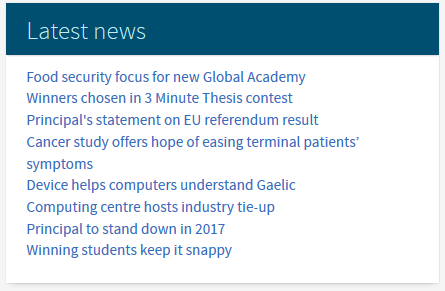 Latest news
Food security focus for new Global Academy
Winners chosen in 3 Minute Thesis contest
Principal's statement on EU referendum result
Cancer study offers hope of easing terminal patients’
symptoms
Device helps computers understand Gaelic
Computing centre hosts industry tie-up
Principal to stand down in 2017
Winning students keep it snappy